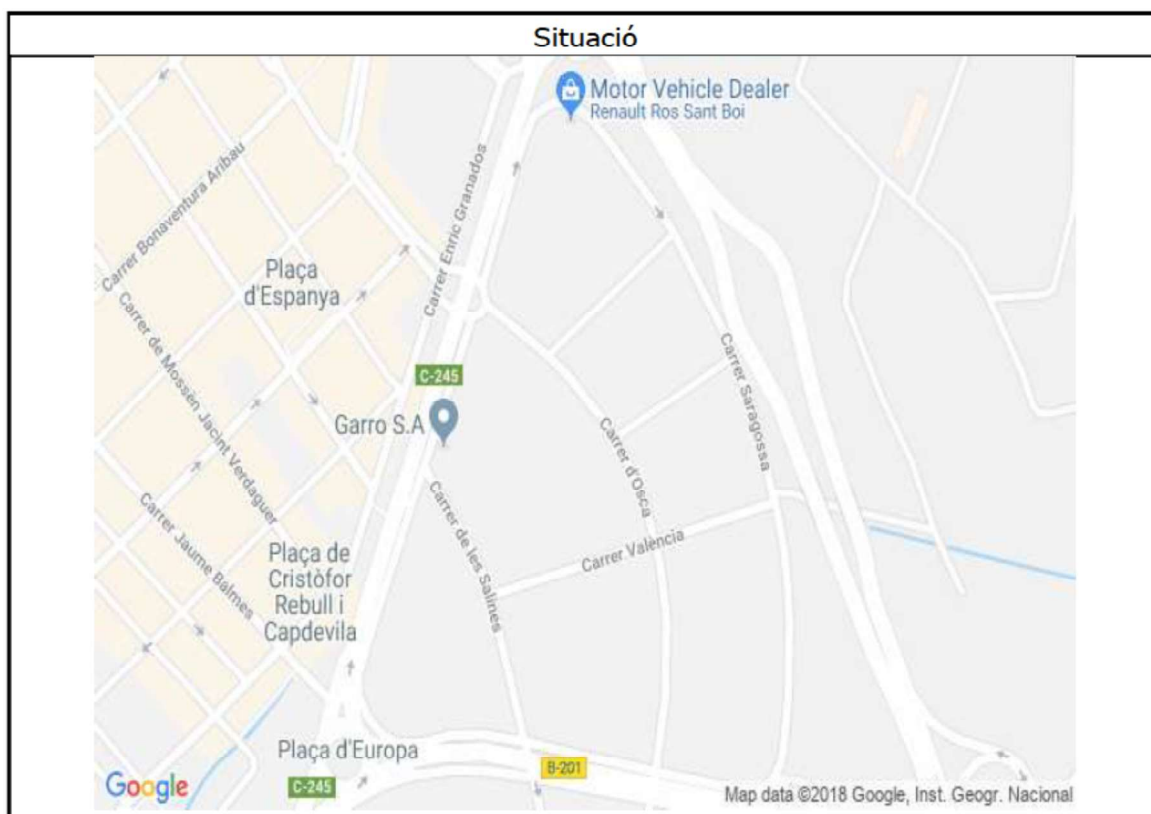 Situació
Motor Vehicle Dealer
Renault Ros Sant Boi
Carrer Bonaventura Aribau
Carrer Enric Granados
Plaça
d'Espanya
Carrer de Mossèn Jacint Verdaguer
C-245
Carrer Saragossa
Garro S.A
Carrer d'Osca
Carrer de les Salines
Carrer Jaume Balmes
Carrer València
Plaça de
Cristòfor
Rebull i
Capdevila
Plaça d'Europa
B-201
C-245
Google
Map data ©2018 Google, Inst. Geogr. Nacional